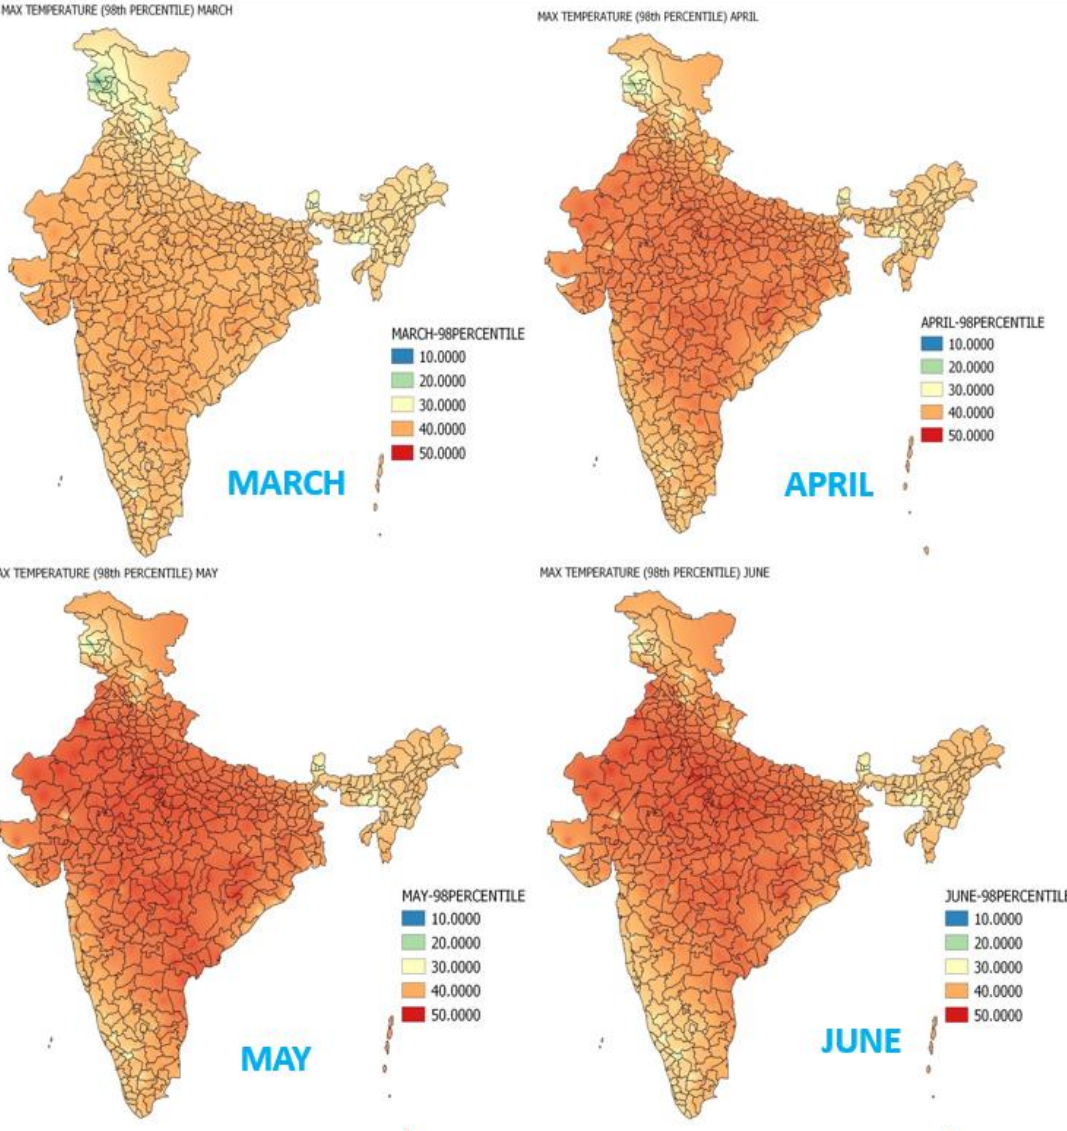 MAX TEMPERATURE (98th PERCENTILE) MARCH
MARCH-98PERCENTILE
10.0000
20.0000
30.0000
40.0000
50.0000
MARCH
MAX TEMPERATURE (98th PERCENTILE) APRIL
APRIL-98PERCENTILE
10.0000
20.0000
30.0000
40.0000
50.0000
APRIL
AX TEMPERATURE (98th PERCENTILE) MAY
MAY-98PERCENTILE
10.0000
20.0000
30.0000
40.0000
50.0000
MAY
MAX TEMPERATURE (98th PERCENTILE) JUNE
JUNE-98PERCENTILE
10.0000
20.0000
30.0000
40.0000
50.0000
JUNE